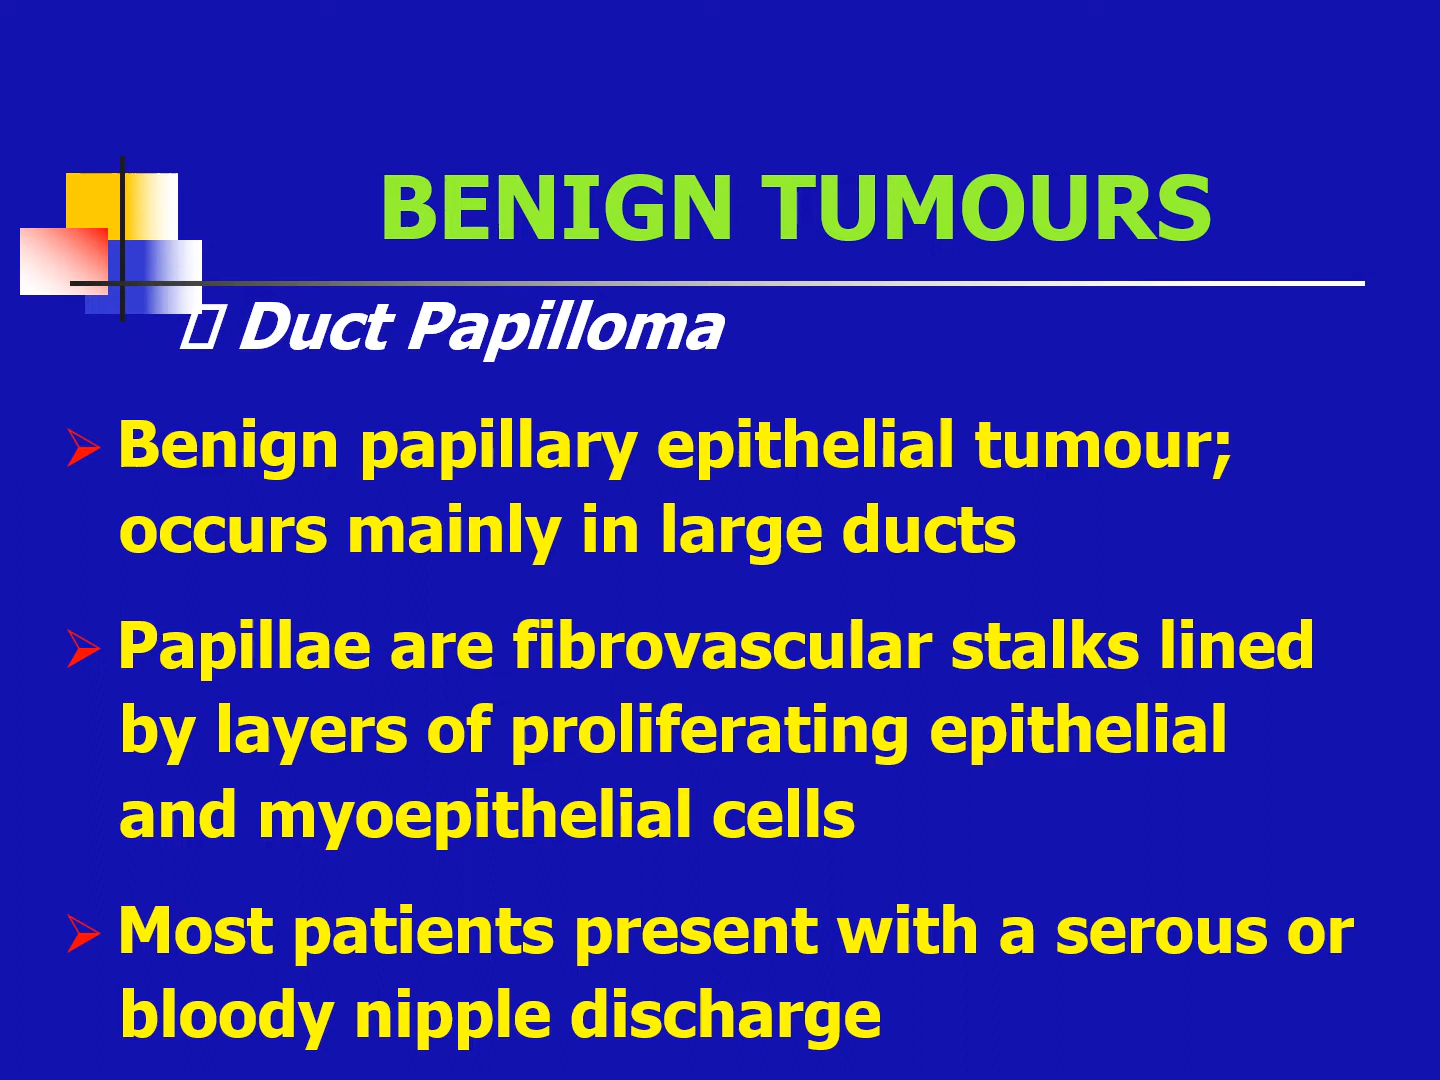 BENIGN TUMOURS
Duct Papilloma
Benign papillary epithelial tumour;
occurs mainly in large ducts
Papillae are fibrovascular stalks lined
by layers of proliferating epithelial
and myoepithelial cells
Most patients present with a serous or
bloody nipple discharge